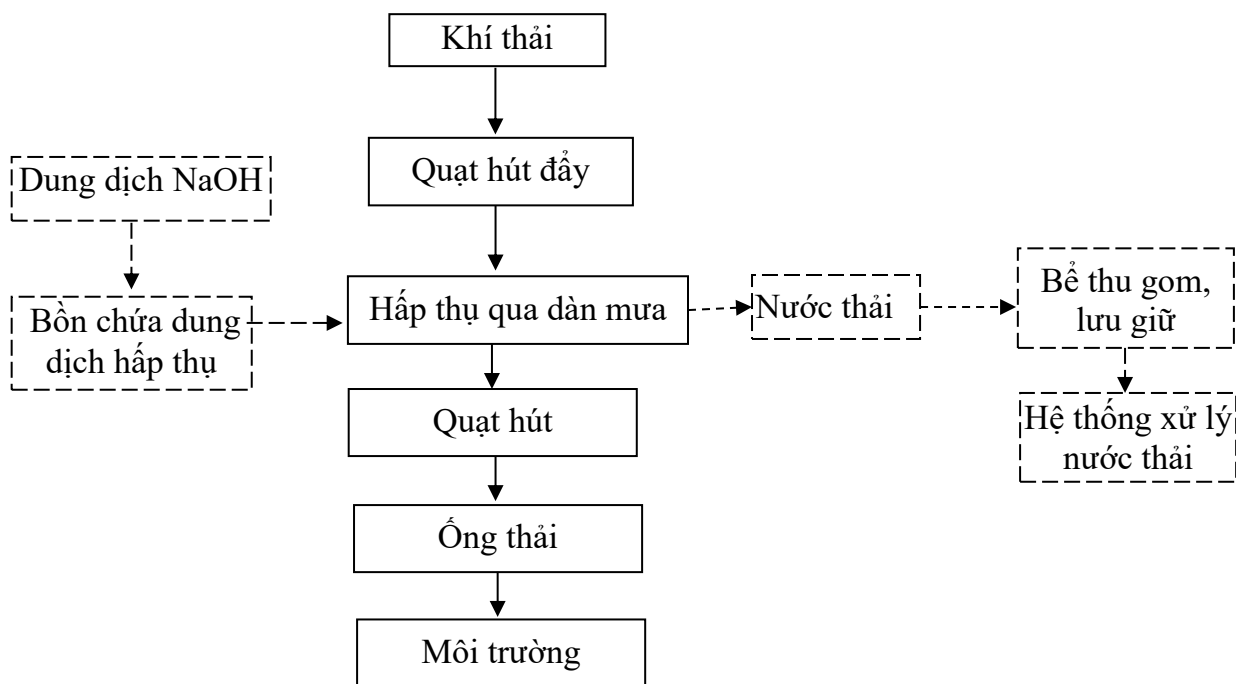 Khí thải
Quạt hút đẩy
Dung dịch NaOH
Bồn chứa dung
dịch hấp thụ
Hấp thụ qua dàn mưa
Nước thải
Bể thu gom,
lưu giữ
Hệ thống xử lý
nước thải
Quạt hút
Ống thải
Môi trường